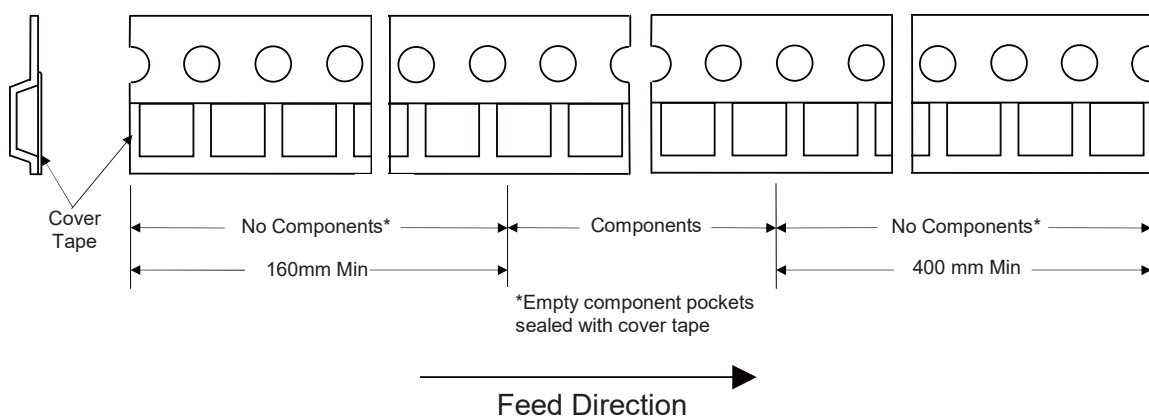 Cover
Tape
No Components*
Components
No Components*
160mm Min
400 mm Min
*Empty component pockets
sealed with cover tape
Feed Direction